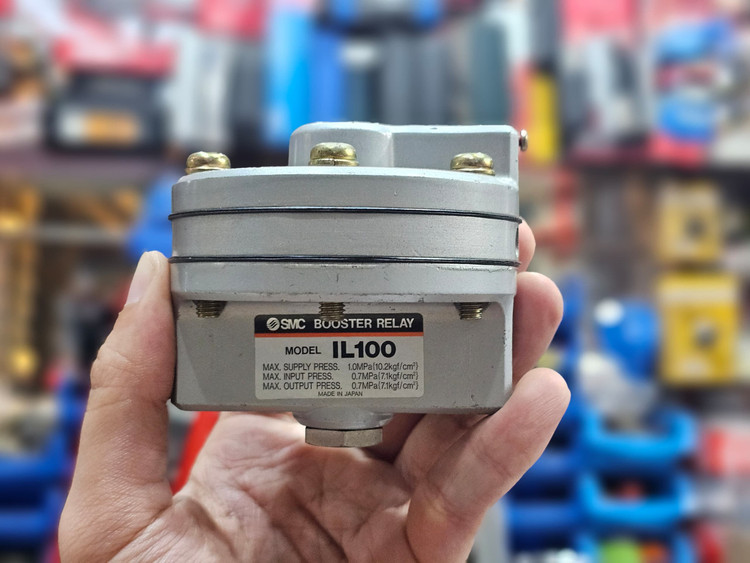 SMC BOOSTER RELAY
MODEL IL100
MAX. SUPPLY PRESS. 1.0MPa(10.2kgf/cm²)
MAX. INPUT PRESS. 0.7MPa(7.1kgf/cm²)
MAX. OUTPUT PRESS. 0.7MPa(7.1kgf/cm²)
MADE IN JAPAN